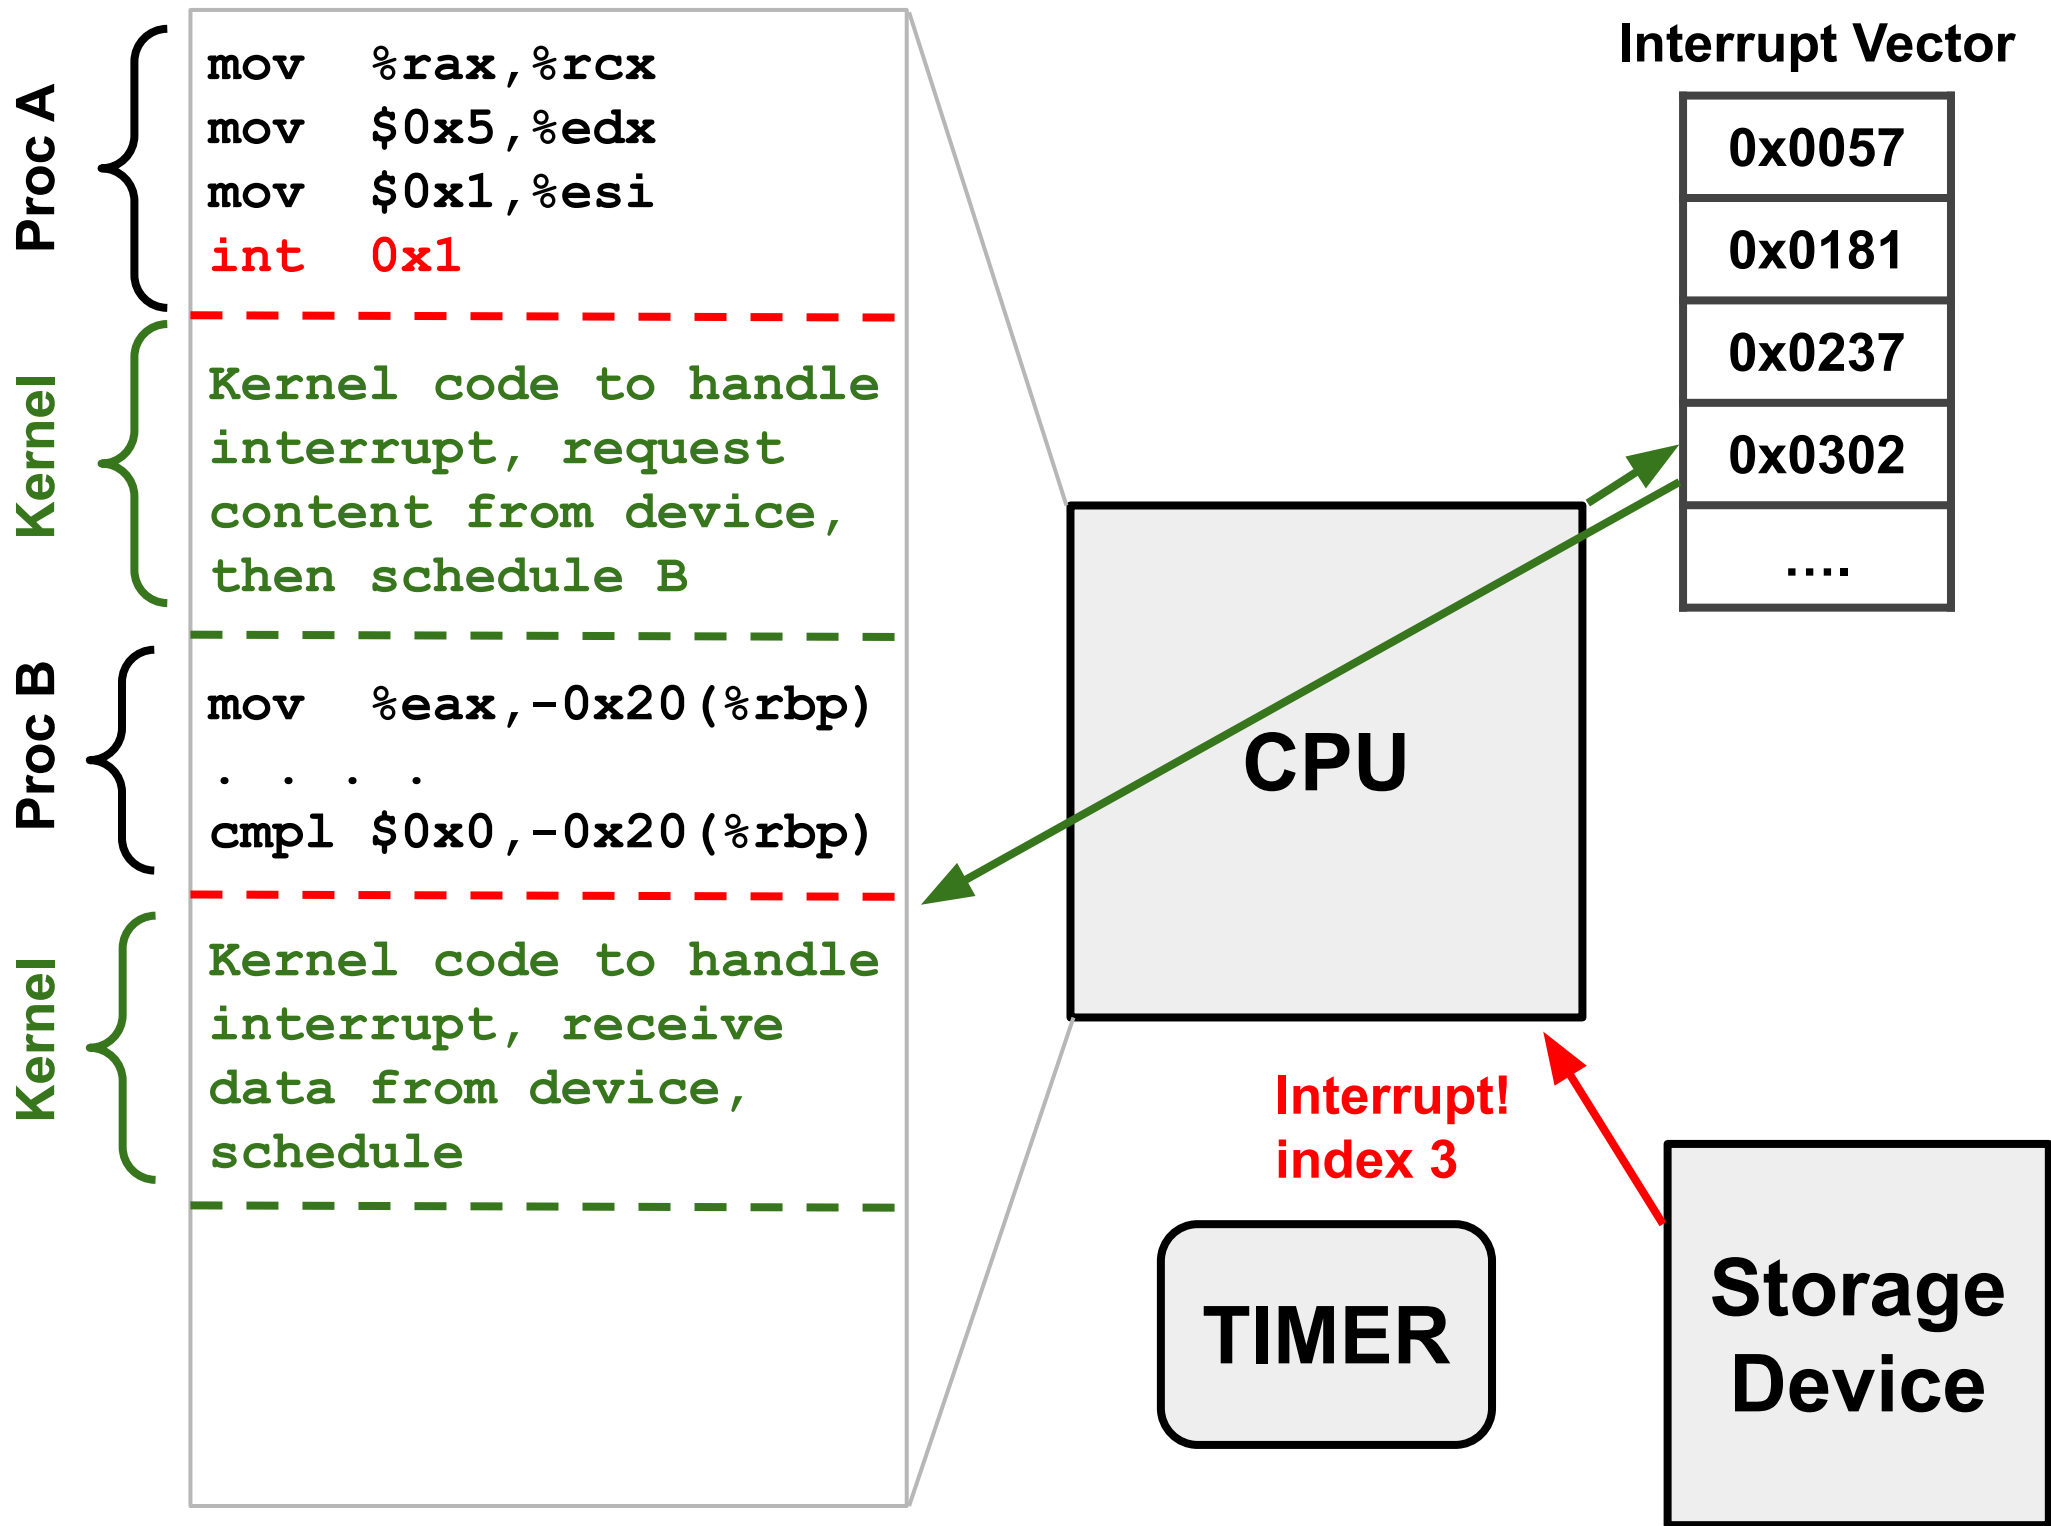 Proc A
mov %rax,%rcx
mov $0x5,%edx
mov $0x1,%esi
int 0x1
Kernel
Kernel code to handle
interrupt, request
content from device,
then schedule B
Proc B
mov %eax,-0x20(%rbp)
. . . .
cmpl $0x0,-0x20(%rbp)
Kernel
Kernel code to handle
interrupt, receive
data from device,
schedule
CPU
Interrupt Vector
0x0057
0x0181
0x0237
0x0302
....
Interrupt!
index 3
TIMER
Storage
Device